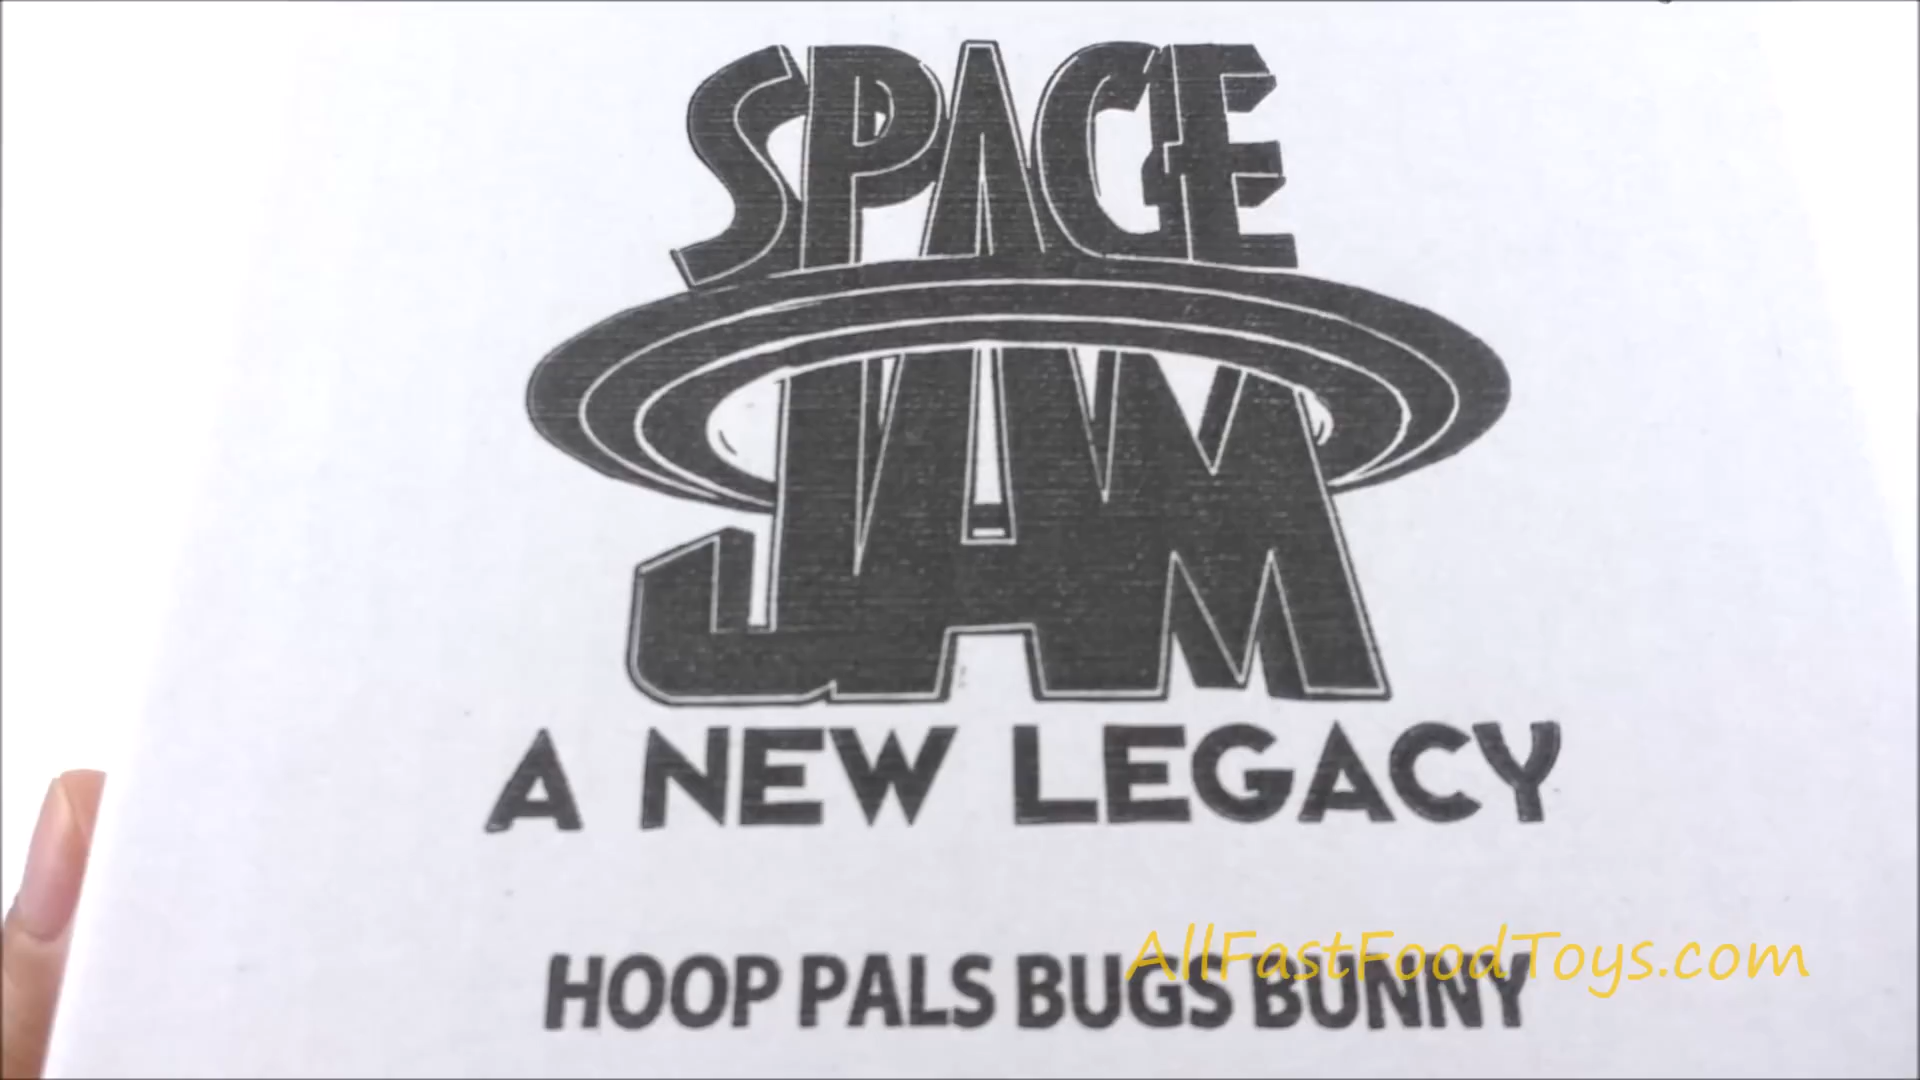 SPACE
JAM
A NEW LEGACY
HOOP PALS BUGS BUNNY
AllFastFoodToys.com